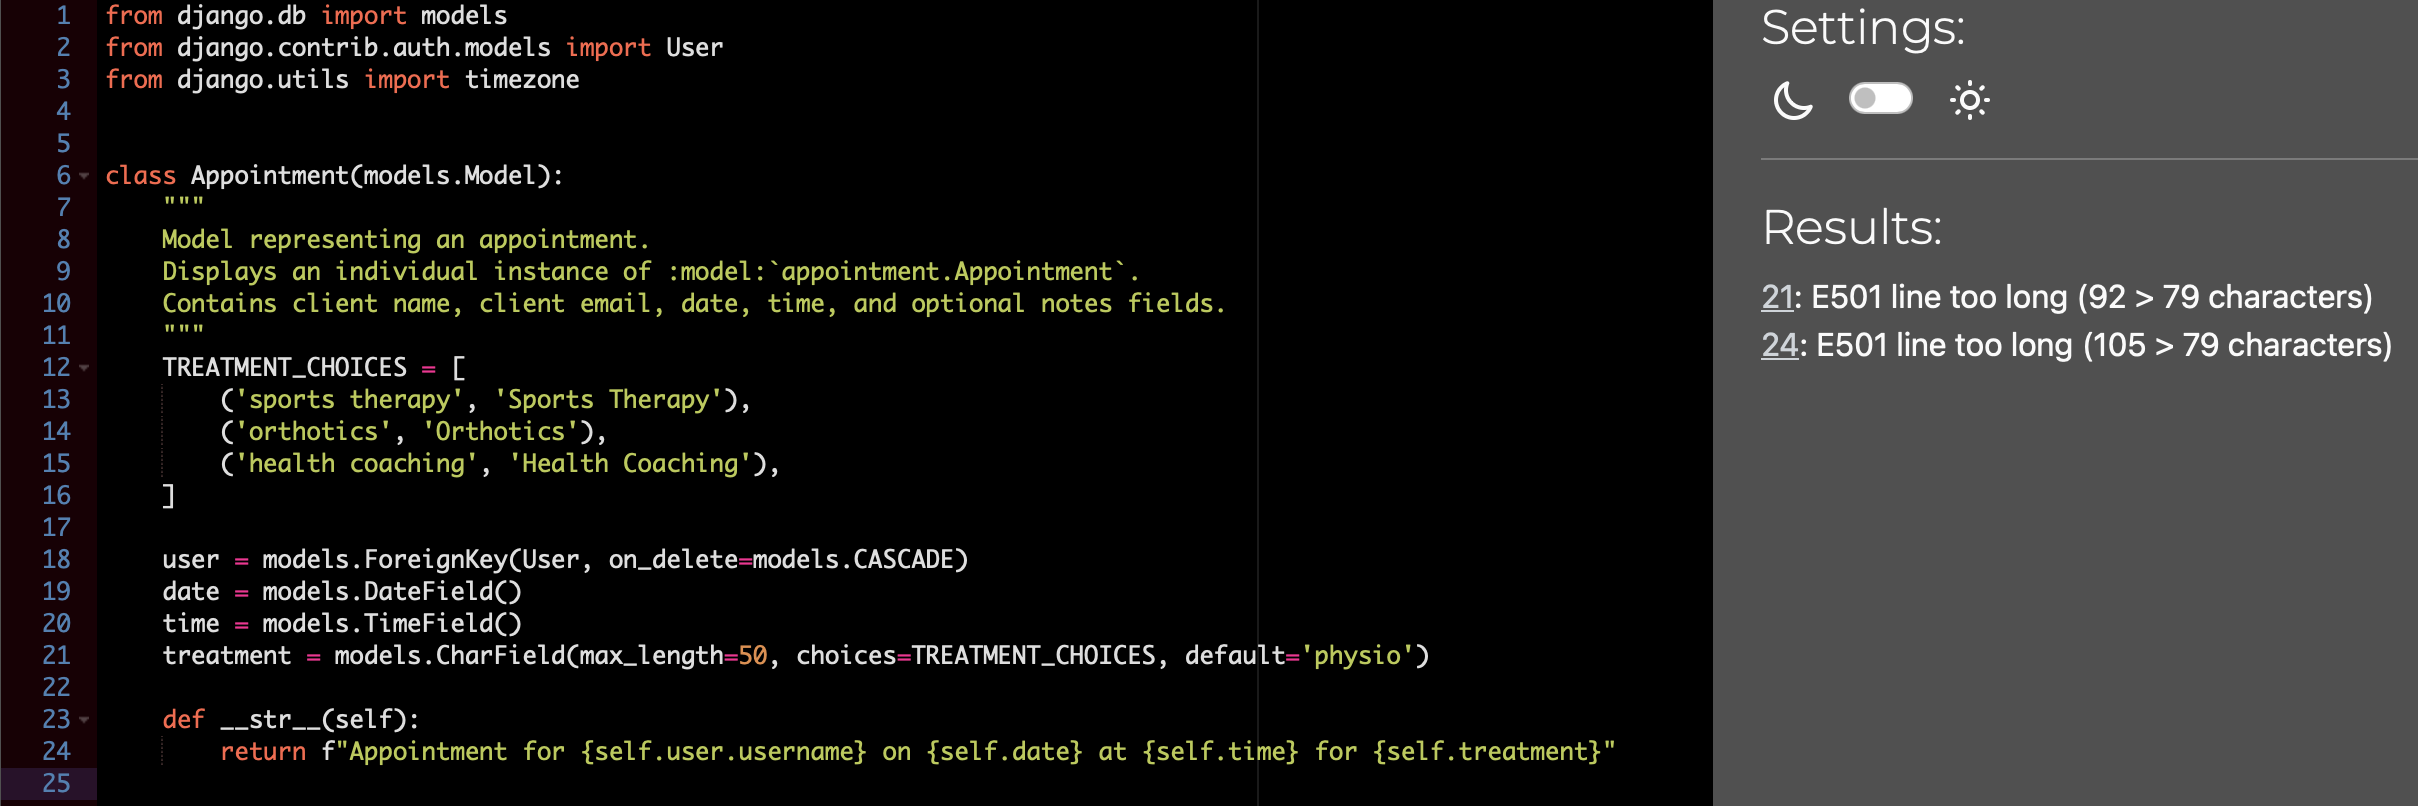 1 from django.db import models
2 from django.contrib.auth.models import User
3 from django.utils import timezone
4
5
6 class Appointment(models.Model):
7     """
8     Model representing an appointment.
9     Displays an individual instance of :model:`appointment.Appointment`.
10     Contains client name, client email, date, time, and optional notes fields.
11     """
12     TREATMENT_CHOICES = [
13         ('sports therapy', 'Sports Therapy'),
14         ('orthotics', 'Orthotics'),
15         ('health coaching', 'Health Coaching'),
16     ]
17
18     user = models.ForeignKey(User, on_delete=models.CASCADE)
19     date = models.DateField()
20     time = models.TimeField()
21     treatment = models.CharField(max_length=50, choices=TREATMENT_CHOICES, default='physio')
22
23     def __str__(self):
24         return f"Appointment for {self.user.username} on {self.date} at {self.time} for {self.treatment}"
25
Settings:
Results:
21: E501 line too long (92 > 79 characters)
24: E501 line too long (105 > 79 characters)